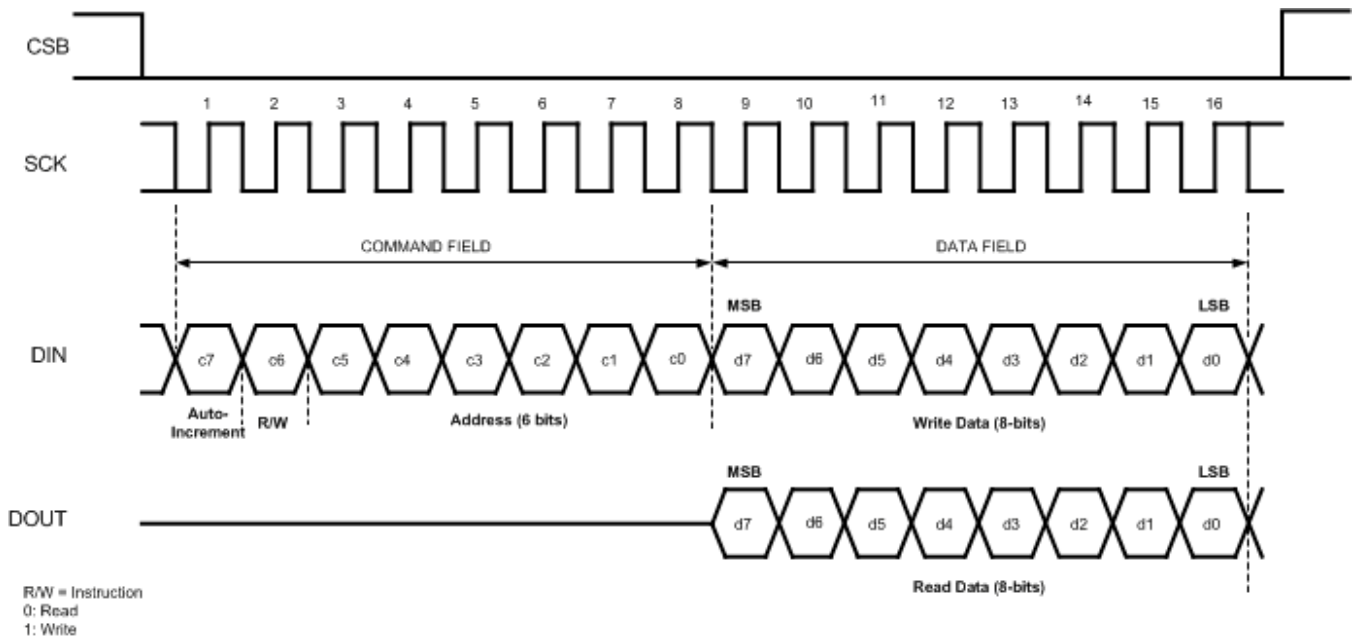 CSB
1 2 3 4 5 6 7 8 9 10 11 12 13 14 15 16
SCK
COMMAND FIELD DATA FIELD
MSB LSB
DIN c7 c6 c5 c4 c3 c2 c1 c0 d7 d6 d5 d4 d3 d2 d1 d0
Auto-
Increment R/W Address (6 bits) Write Data (8-bits)
MSB LSB
DOUT d7 d6 d5 d4 d3 d2 d1 d0
Read Data (8-bits)
R/W = Instruction
0: Read
1: Write